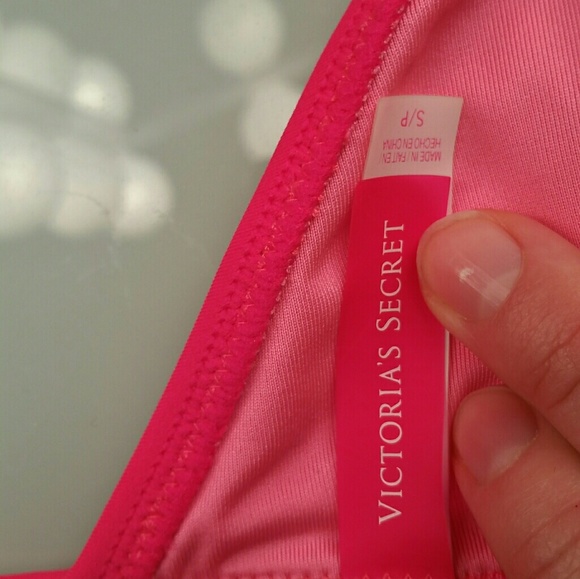 S/P
MADE IN / FAIT EN
HECHO EN CHINA
VICTORIA'S SECRET